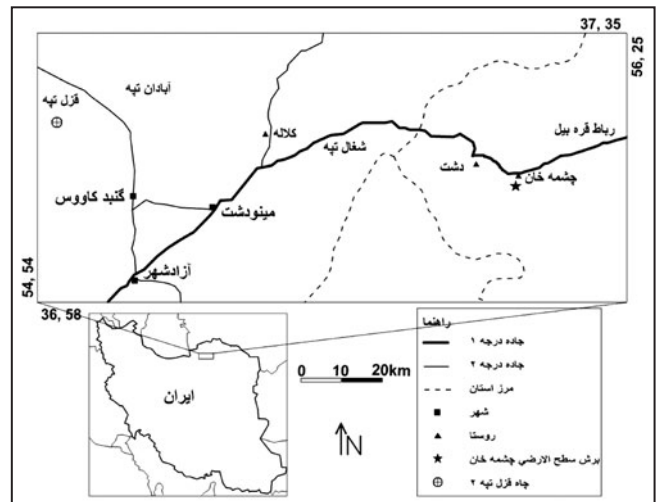 37, 35
56, 25
آبادان تپه
قزل تپه
کلاله
شغال تپه
رباط قره بیل
دشت
چشمه خان
گنبد کاووس
مینودشت
آزادشهر
54, 54
36, 58
ایران
0 10 20km
N
راهنما
جاده درجه ۱
جاده درجه ۲
مرز استان
شهر
روستا
برش سطح الارضي چشمه خان
چاه قزل تپه ۲